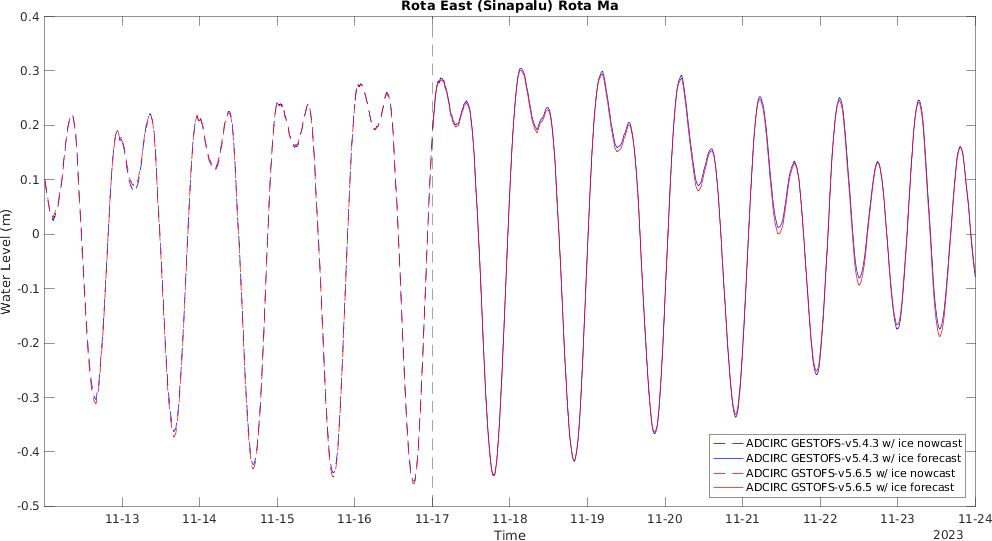 Rota East (Sinapalu) Rota Ma
Water Level (m)
0.4
0.3
0.2
0.1
0
-0.1
-0.2
-0.3
-0.4
-0.5
ADCIRC GESTOFS-v5.4.3 w/ ice nowcast
ADCIRC GESTOFS-v5.4.3 w/ ice forecast
ADCIRC GSTOFS-v5.6.5 w/ ice nowcast
ADCIRC GSTOFS-v5.6.5 w/ ice forecast
11-13 11-14 11-15 11-16 11-17 11-18 11-19 11-20 11-21 11-22 11-23 11-24
Time
2023